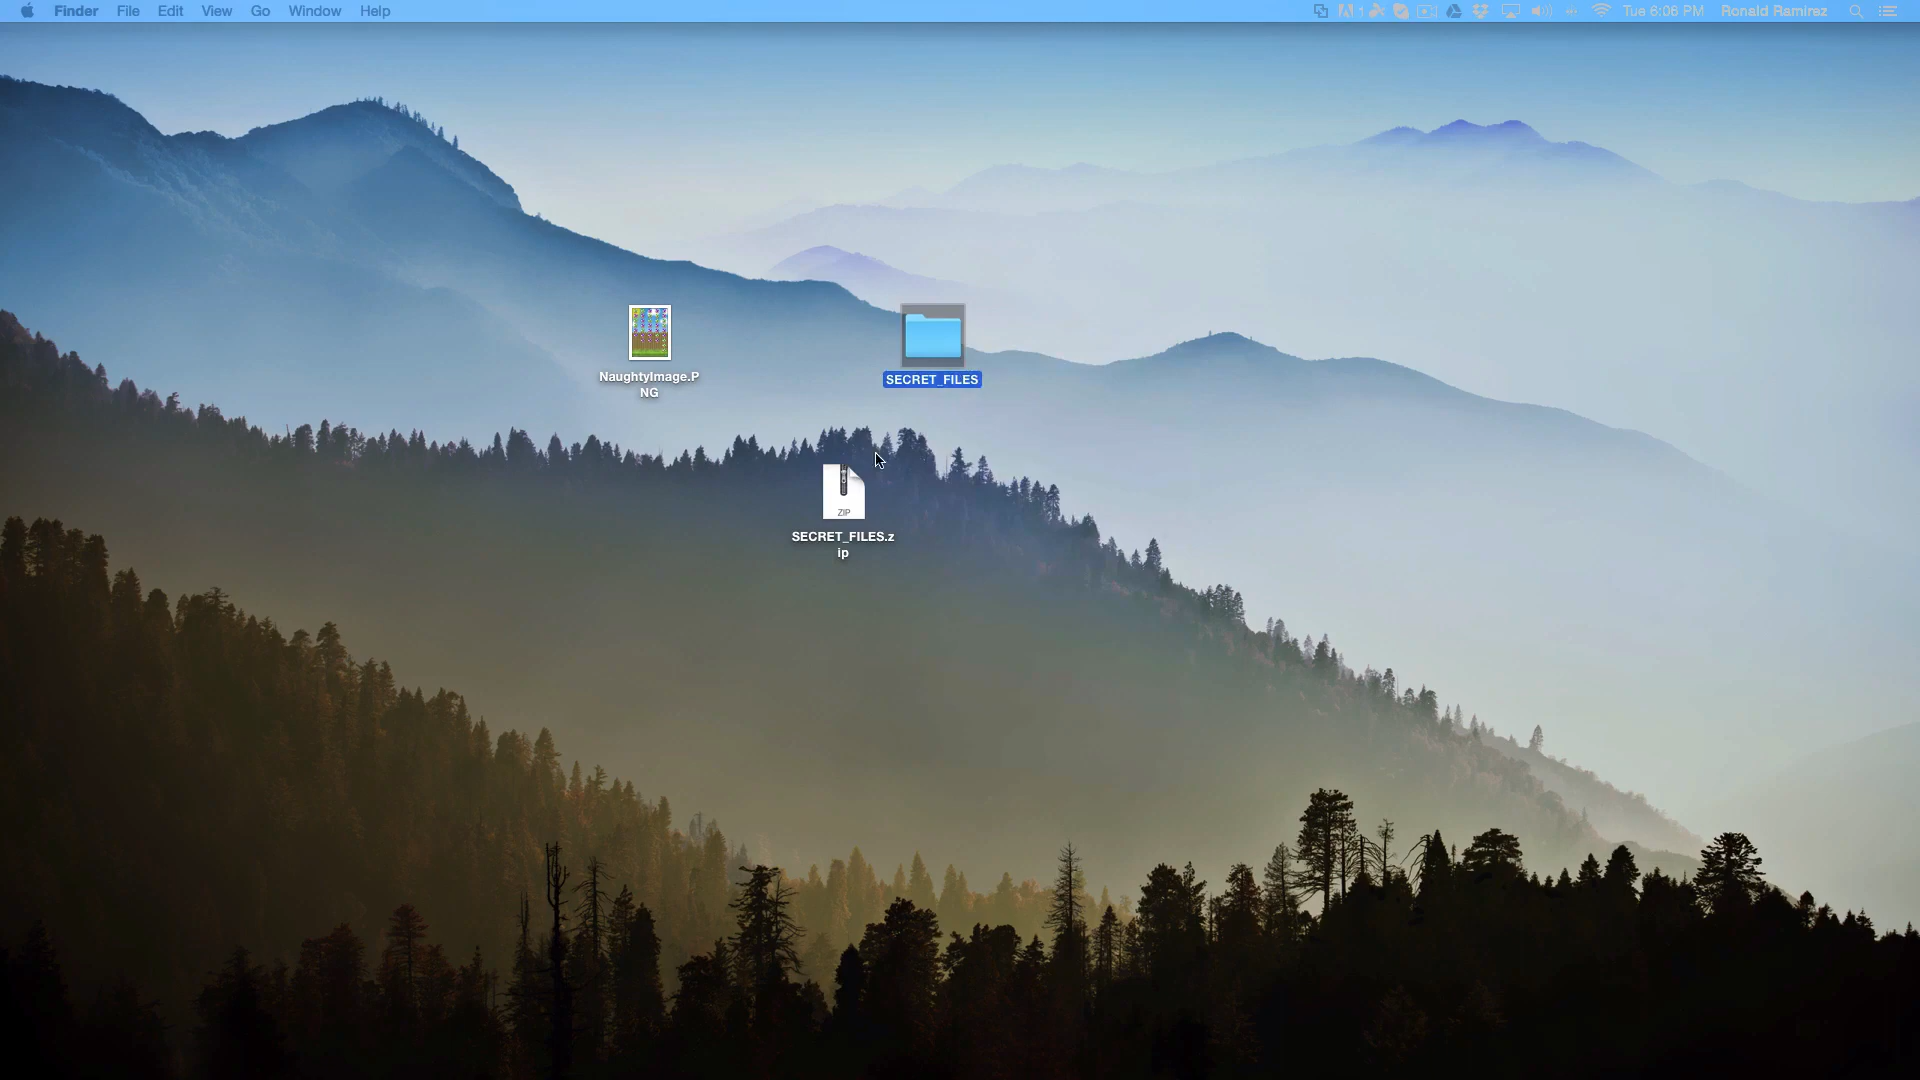 Finder File Edit View Go Window Help 1 Tue 6:06 PM Ronald Ramirez
NaughtyImage.P
NG
SECRET_FILES
ZIP
SECRET_FILES.z
ip